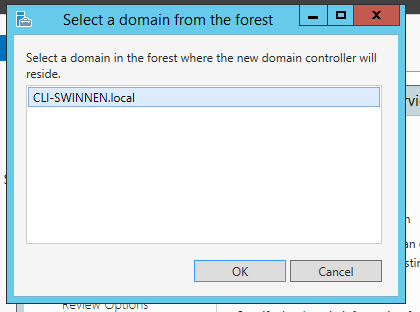 Select a domain from the forest
Select a domain in the forest where the new domain controller will
reside.
CLI-SWINNEN.local
OK
Cancel
Review Options